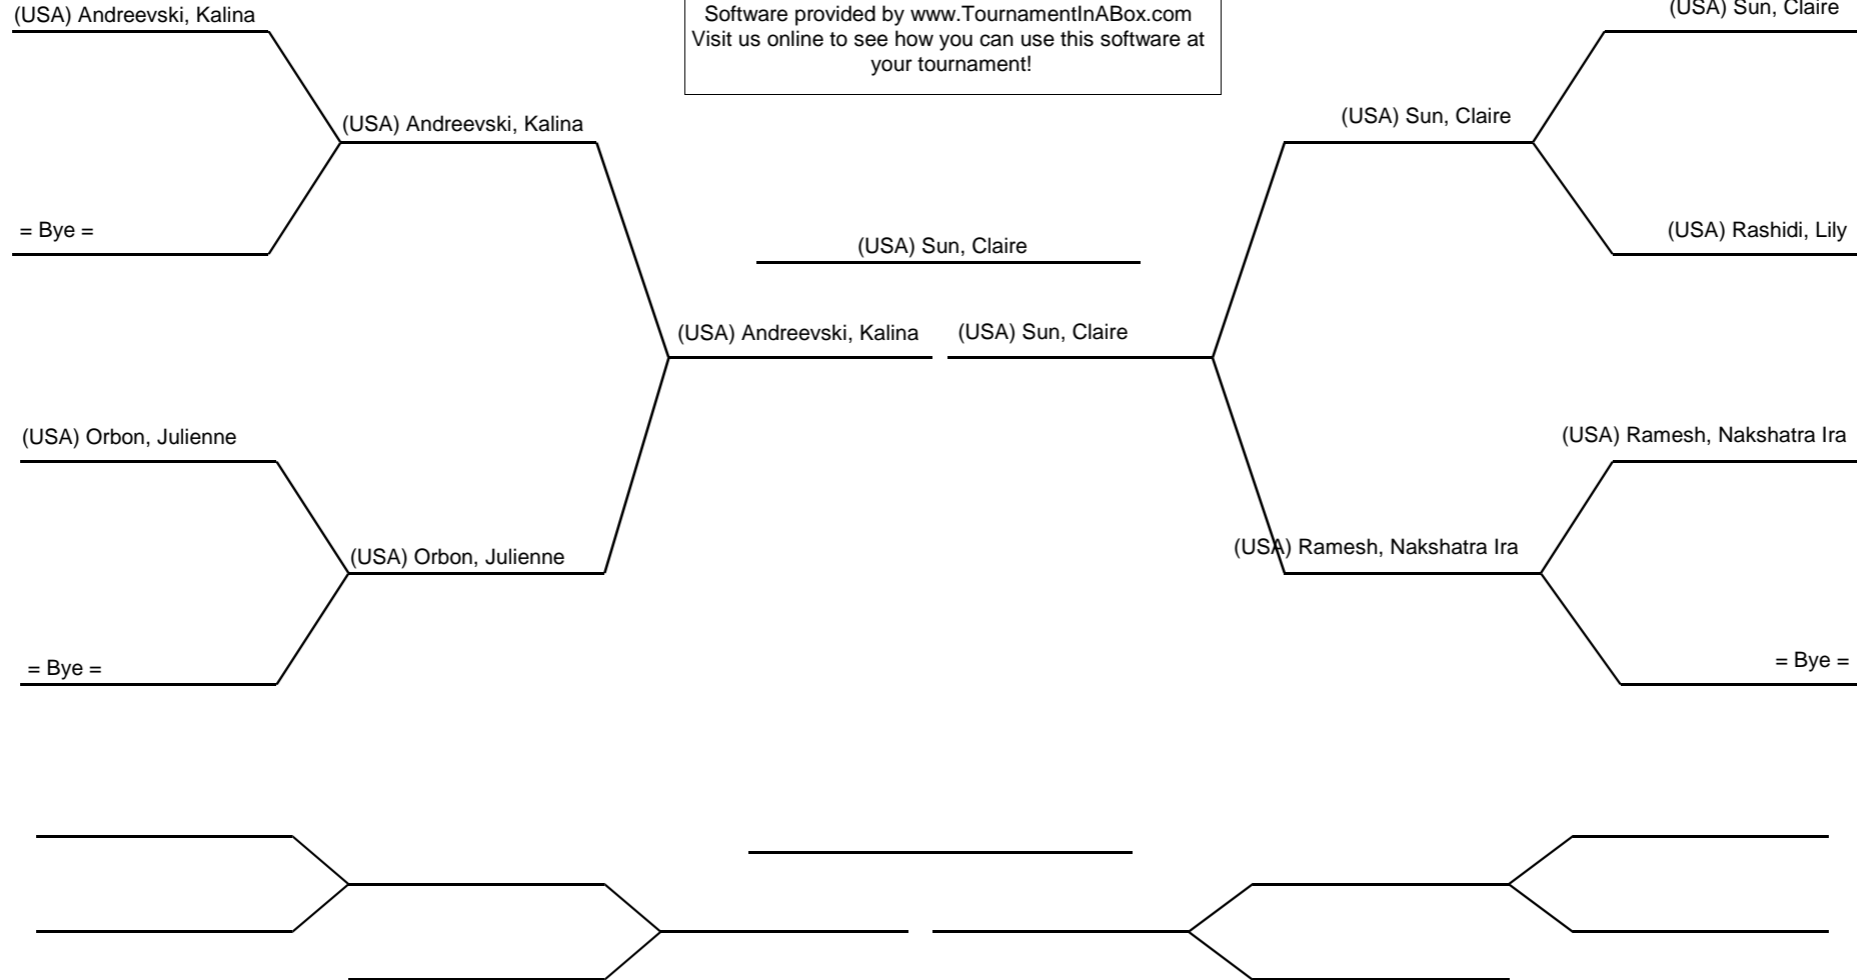 (USA) Andreevski, Kalina
Software provided by www.TournamentInABox.com
Visit us online to see how you can use this software at
your tournament!
(USA) Sun, Claire
(USA) Andreevski, Kalina
(USA) Sun, Claire
= Bye =
(USA) Sun, Claire
(USA) Rashidi, Lily
(USA) Andreevski, Kalina
(USA) Sun, Claire
(USA) Orbon, Julienne
(USA) Ramesh, Nakshatra Ira
(USA) Orbon, Julienne
(USA) Ramesh, Nakshatra Ira
= Bye =
= Bye =